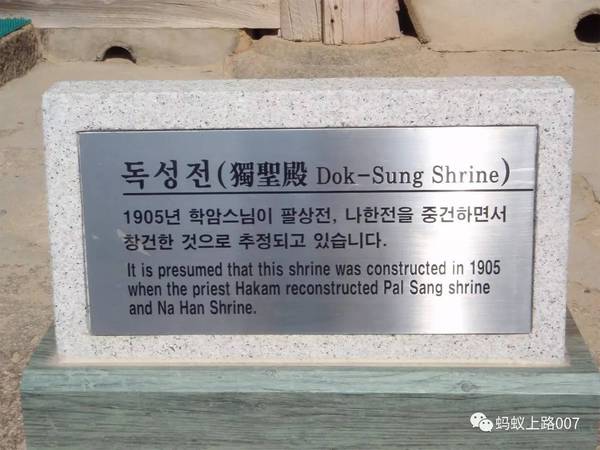 독성전(獨聖殿 Dok-Sung Shrine)
1905년 학암스님이 팔상전, 나한전을 중건하면서
창건한 것으로 추정되고 있습니다.
It is presumed that this shrine was constructed in 1905
when the priest Hakam reconstructed Pal Sang shrine
and Na Han Shrine.
蚂蚁上路007